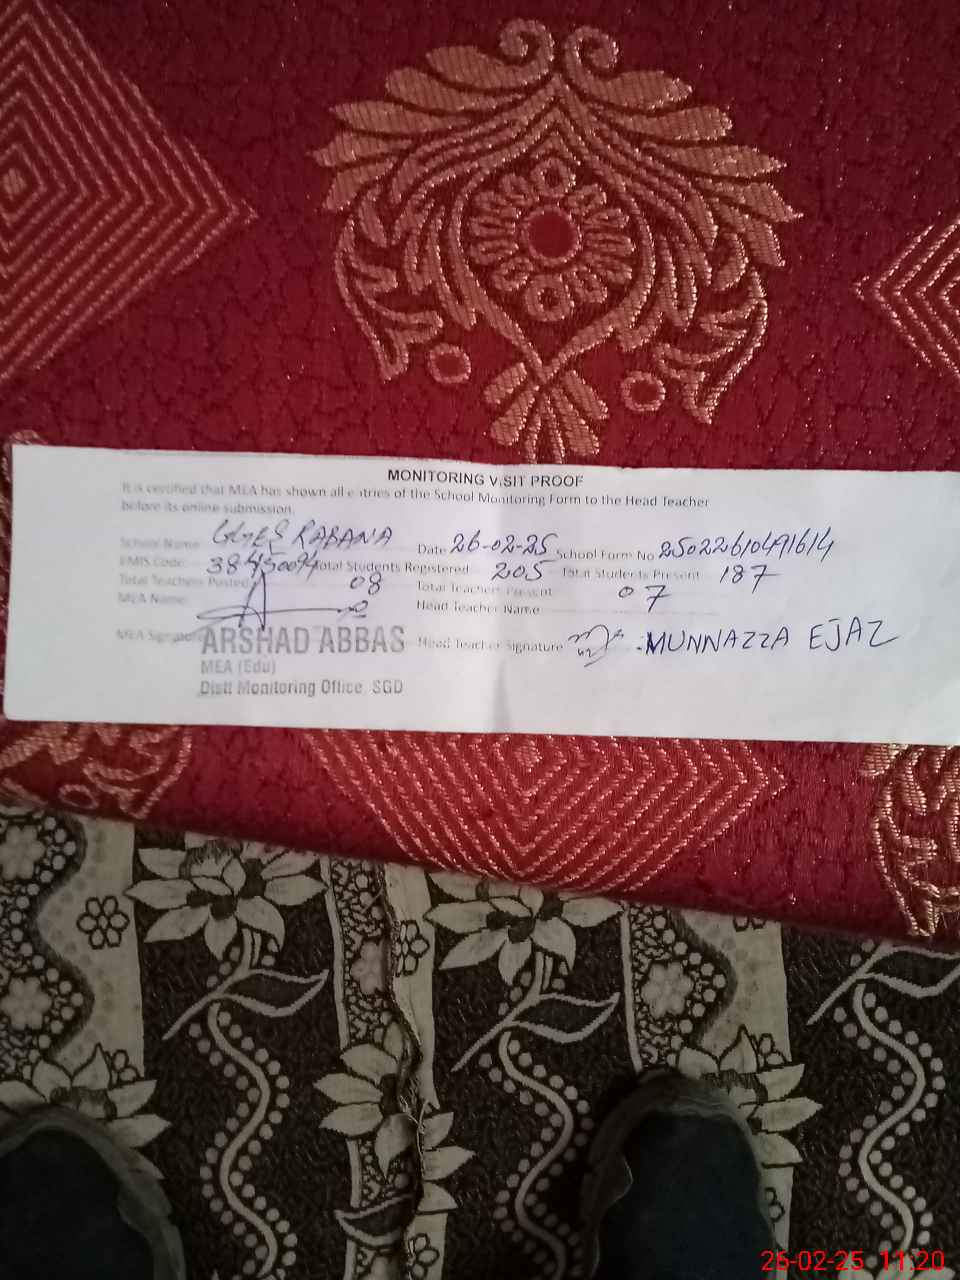 MONITORING VISIT PROOF
It is certified that MEA has shown all entries of the School Monitoring Form to the Head Teacher
before its online submission.
School Name GGES RABANA Date 26-02-25 School Form No 25022610491614
EMIS Code: Total Students Registered 205 Total Students Present 187
Total Teachers Posted 08 Total Teachers Present 07
MEA Name: Head Teacher Name
MEA Signature Head Teacher Signature MUNNAZZA EJAZ
ARSHAD ABBAS
MEA (Edu)
Distt Monitoring Office, SGD
26-02-25 11:20